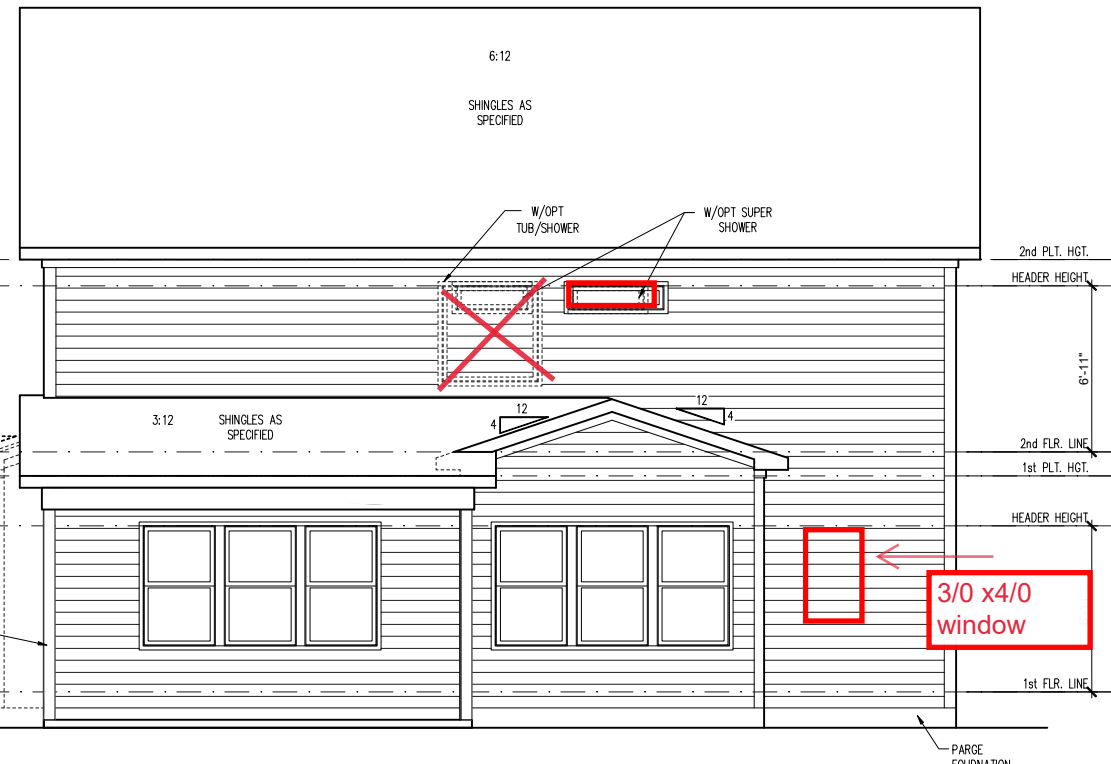 6:12
SHINGLES AS
SPECIFIED
W/OPT
TUB/SHOWER
W/OPT SUPER
SHOWER
2nd PLT. HGT.
HEADER HEIGHT
6'-11"
3:12
SHINGLES AS
SPECIFIED
12
4
12
4
2nd FLR. LINE
1st PLT. HGT.
HEADER HEIGHT
3/0 x4/0
window
1st FLR. LINE
PARGE